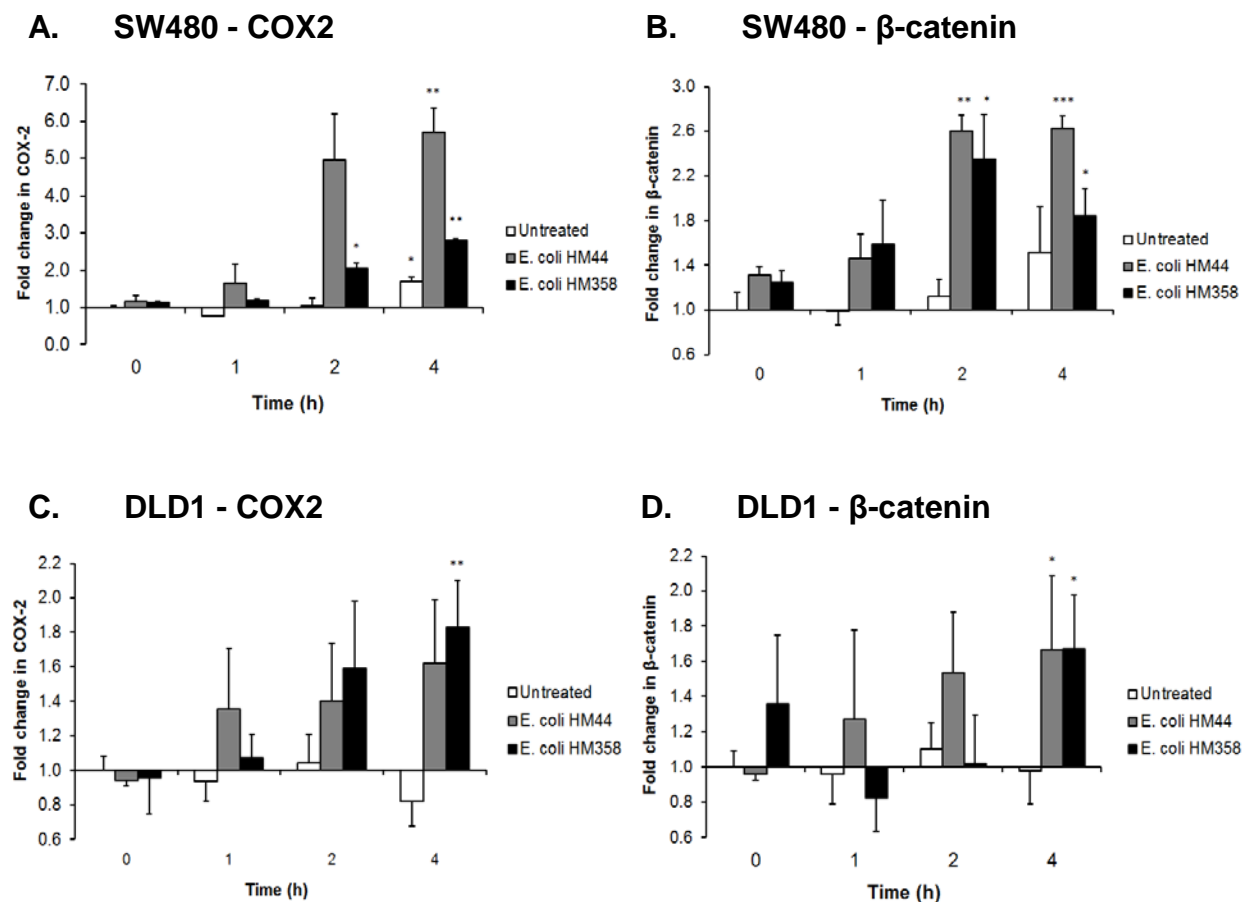 A. SW480 - COX2
Fold change in COX-2
7.0
6.0
5.0
4.0
3.0
2.0
1.0
0.0
* * ** **
0 1 2 4
Time (h)
Untreated
E. coli HM44
E. coli HM358
B. SW480 - β-catenin
Fold change in β-catenin
3.0
2.6
2.2
1.8
1.4
1.0
0.6
** * *** *
0 1 2 4
Time (h)
Untreated
E. coli HM44
E. coli HM358
C. DLD1 - COX2
Fold change in COX-2
2.2
2.0
1.8
1.6
1.4
1.2
1.0
0.8
0.6
**
0 1 2 4
Time (h)
Untreated
E. coli HM44
E. coli HM358
D. DLD1 - β-catenin
Fold change in β-catenin
2.2
2.0
1.8
1.6
1.4
1.2
1.0
0.8
0.6
* *
0 1 2 4
Time (h)
Untreated
E. coli HM44
E. coli HM358